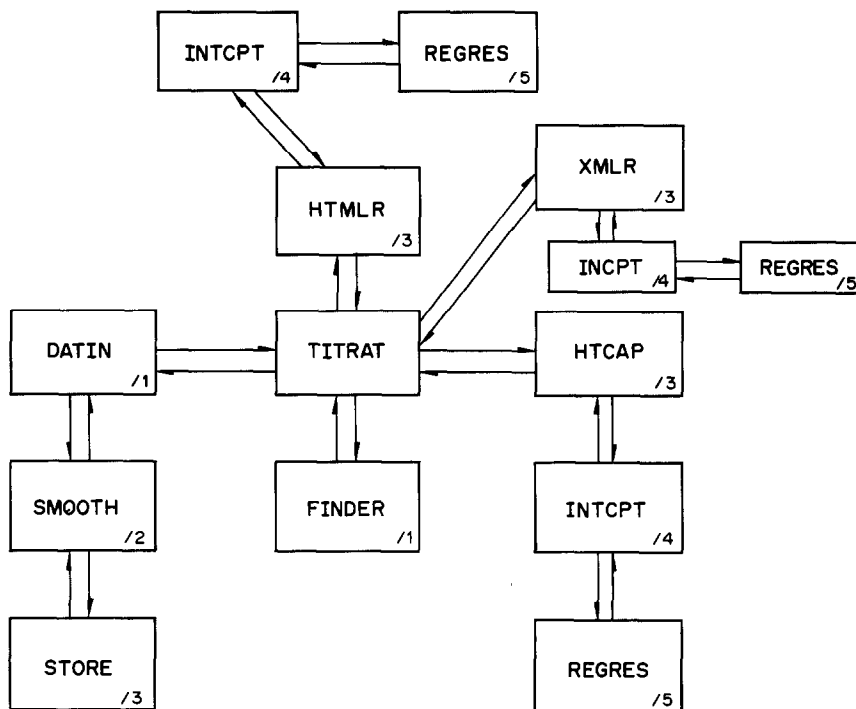 INTCPT
/4
REGRES
/5
XMLR
/3
HTMLR
/3
INCPT
/4
REGRES
/5
DATIN
/1
TITRAT
HTCAP
/3
SMOOTH
/2
FINDER
/1
INTCPT
/4
STORE
/3
REGRES
/5